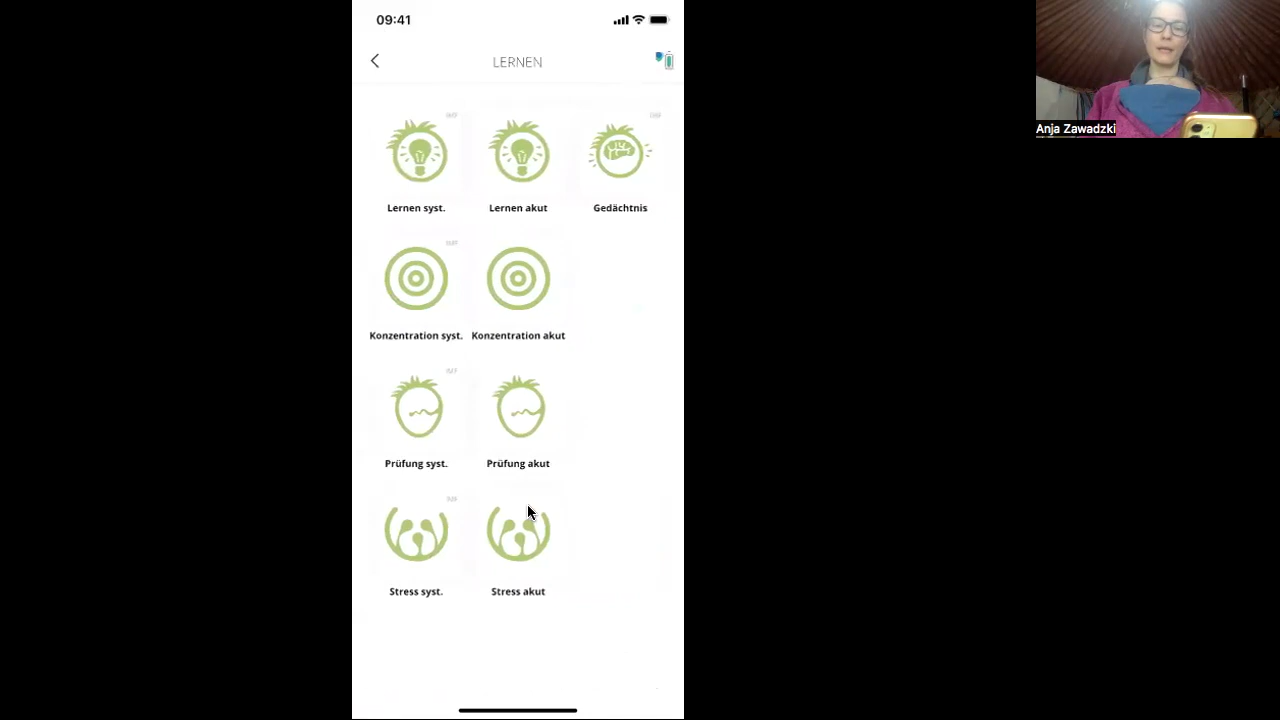 09:41
LERNEN
Anja Zawadzki
Lernen syst.
Lernen akut
Gedächtnis
Konzentration syst.
Konzentration akut
Prüfung syst.
Prüfung akut
Stress syst.
Stress akut